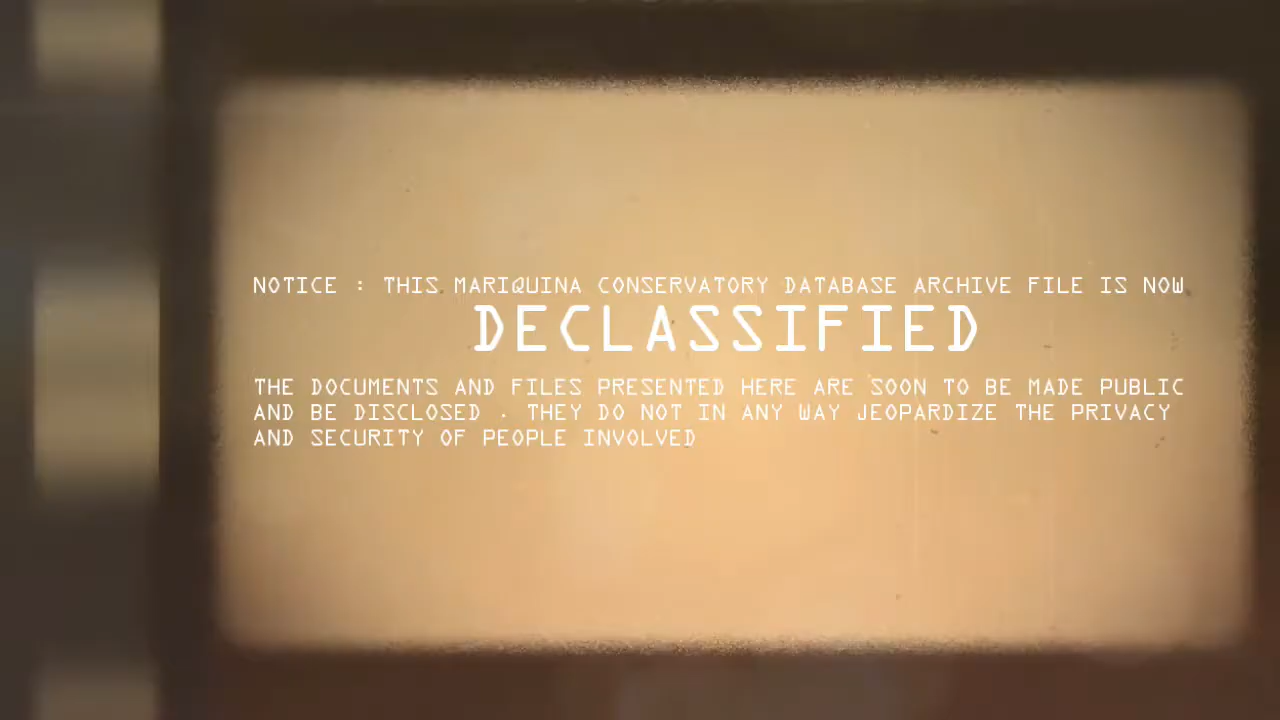 NOTICE : THIS MARIQUINA CONSERVATORY DATABASE ARCHIVE FILE IS NOW
DECLASSIFIED
THE DOCUMENTS AND FILES PRESENTED HERE ARE SOON TO BE MADE PUBLIC
AND BE DISCLOSED . THEY DO NOT IN ANY WAY JEOPARDIZE THE PRIVACY
AND SECURITY OF PEOPLE INVOLVED